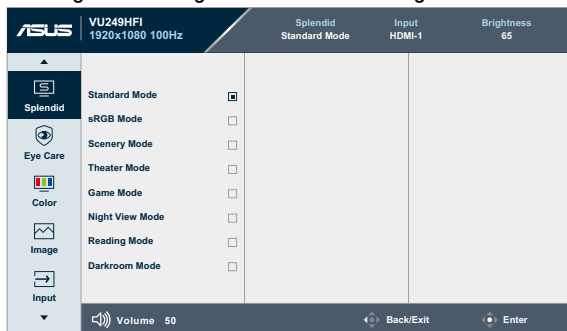 ASUS
VU249HFI
1920x1080 100Hz
Splendid
Standard Mode
Input
HDMI-1
Brightness
65
Splendid
Eye Care
Color
Image
Input
Standard Mode
sRGB Mode
Scenery Mode
Theater Mode
Game Mode
Night View Mode
Reading Mode
Darkroom Mode
Volume 50
Back/Exit
Enter